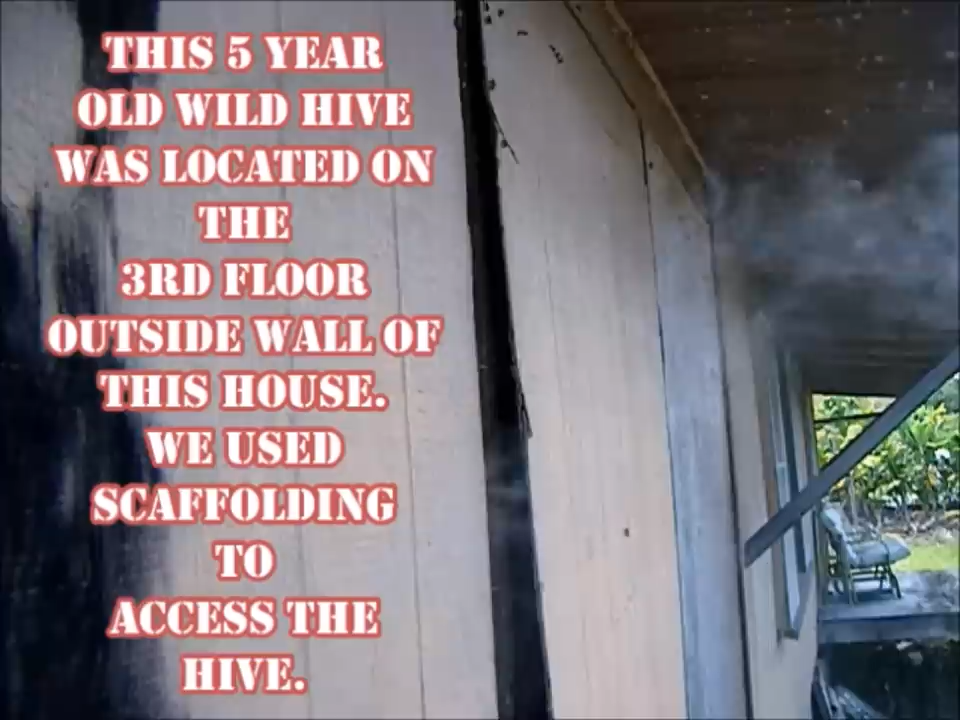 THIS 5 YEAR
OLD WILD HIVE
WAS LOCATED ON
THE
3RD FLOOR
OUTSIDE WALL OF
THIS HOUSE.
WE USED
SCAFFOLDING
TO
ACCESS THE
HIVE.